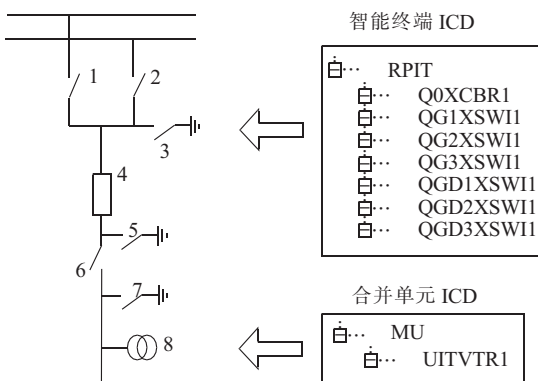 智能终端 ICD
1
2
3
4
5
6
7
8
RPIT
Q0XCBR1
QG1XSWI1
QG2XSWI1
QG3XSWI1
QGD1XSWI1
QGD2XSWI1
QGD3XSWI1
合并单元 ICD
MU
UITVTR1